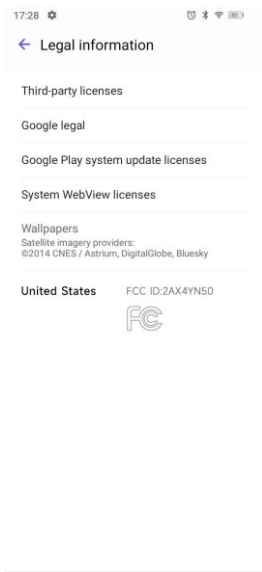 17:28
Legal information
Third-party licenses
Google legal
Google Play system update licenses
System WebView licenses
Wallpapers
Satellite imagery providers:
©2014 CNES / Astrium, DigitalGlobe, Bluesky
United States FCC ID:2AX4YN50
FC